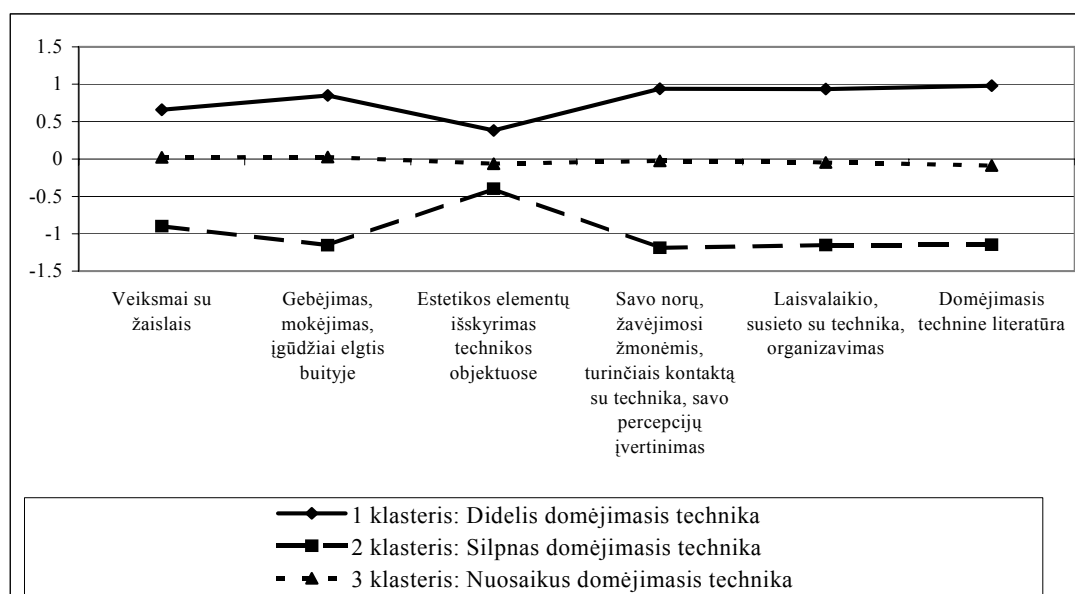 1.5
1
0.5
0
-0.5
-1
-1.5
Veiksmai su
žaislais
Gebėjimas,
mokėjimas,
įgūdžiai elgtis
buityje
Estetikos elementų
išskyrimas
technikos
objektuose
Savo norų,
žavėjimosi
žmonėmis,
turinčiais kontaktą
su technika, savo
percepcijų
įvertinimas
Laisvalaikio,
susieto su technika,
organizavimas
Domėjimasis
technine literatūra
1 klasteris: Didelis domėjimasis technika
2 klasteris: Silpnas domėjimasis technika
3 klasteris: Nuosaikus domėjimasis technika